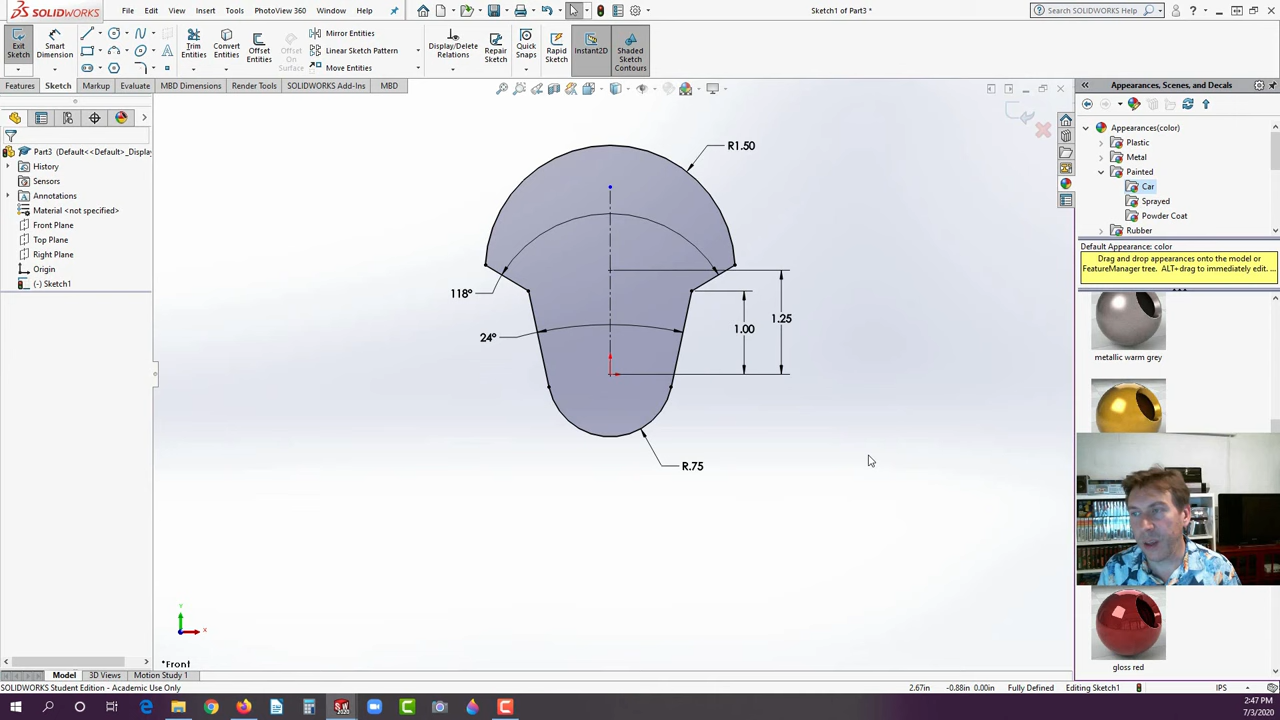 SOLIDWORKS
File Edit View Insert Tools PhotoView 360 Window Help
Sketch1 of Part3 *
Search SOLIDWORKS Help
Exit Sketch
Smart Dimension
Trim Entities
Convert Entities
Offset Entities
Offset On Surface
Mirror Entities
Linear Sketch Pattern
Move Entities
Display/Delete Relations
Repair Sketch
Quick Snaps
Rapid Sketch
Instant2D
Shaded Sketch Contours
Features Sketch Markup Evaluate MBD Dimensions Render Tools SOLIDWORKS Add-Ins MBD
Part3 (Default<<Default>_Display
History
Sensors
Annotations
Material <not specified>
Front Plane
Top Plane
Right Plane
Origin
(-) Sketch1
R1.50
118°
24°
1.00
1.25
R.75
Y
X
*Front
Appearances, Scenes, and Decals
Appearances(color)
Plastic
Metal
Painted
Car
Sprayed
Powder Coat
Rubber
Default Appearance: color
Drag and drop appearances onto the model or
FeatureManager tree. ALT+drag to immediately edit. ...
metallic warm grey
gloss red
Model 3D Views Motion Study 1
SOLIDWORKS Student Edition - Academic Use Only
2.67in -0.88in 0.00in Fully Defined Editing Sketch1 IPS
2:47 PM
7/3/2020